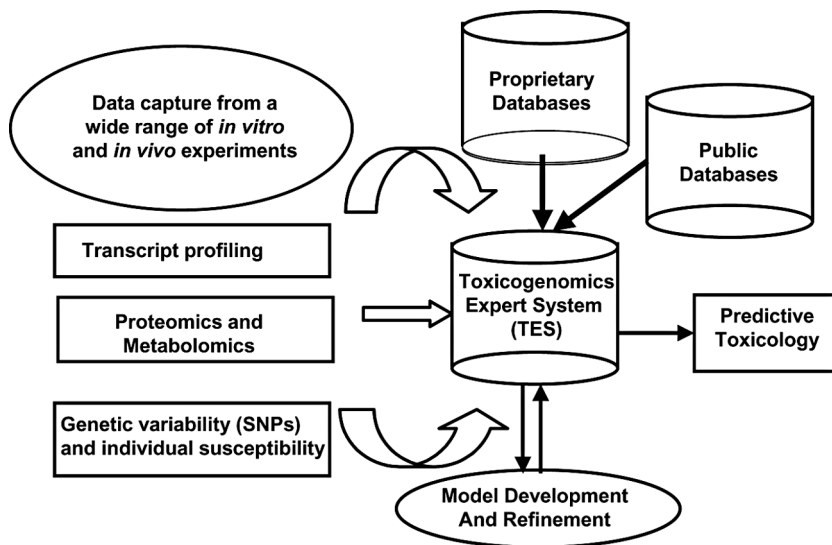 Data capture from a
wide range of in vitro
and in vivo experiments
Proprietary
Databases
Public
Databases
Transcript profiling
Proteomics and
Metabolomics
Toxicogenomics
Expert System
(TES)
Predictive
Toxicology
Genetic variability (SNPs)
and individual susceptibility
Model Development
And Refinement